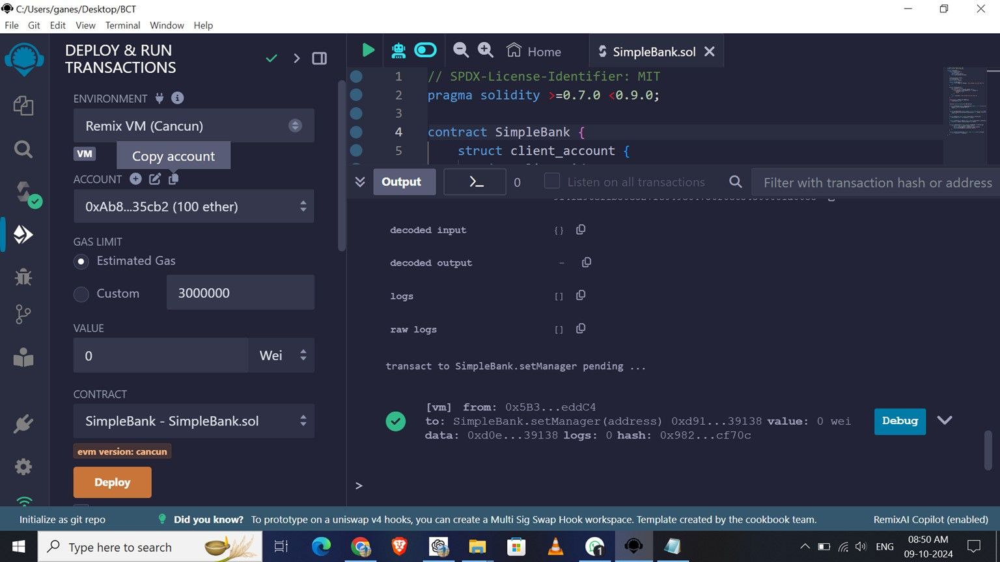 C:/Users/ganes/Desktop/BCT
File Git Edit View Terminal Window Help
DEPLOY & RUN
TRANSACTIONS
ENVIRONMENT
Remix VM (Cancun)
VM
Copy account
ACCOUNT
0xAb8...35cb2 (100 ether)
GAS LIMIT
Estimated Gas
Custom 3000000
VALUE
0 Wei
CONTRACT
SimpleBank - SimpleBank.sol
evm version: cancun
Deploy
Home SimpleBank.sol
1 // SPDX-License-Identifier: MIT
2 pragma solidity >=0.7.0 <0.9.0;
3
4 contract SimpleBank {
5 struct client_account {
Output >_ 0 Listen on all transactions Filter with transaction hash or address
decoded input {}
decoded output -
logs []
raw logs []
transact to SimpleBank.setManager pending ...
[vm] from: 0x5B3...eddC4
to: SimpleBank.setManager(address) 0xd91...39138 value: 0 wei
data: 0xd0e...39138 logs: 0 hash: 0x982...cf70c
Debug
>
Initialize as git repo Did you know? To prototype on a uniswap v4 hooks, you can create a Multi Sig Swap Hook workspace. Template created by the cookbook team. RemixAI Copilot (enabled)
Type here to search
1
ENG
08:50 AM
09-10-2024